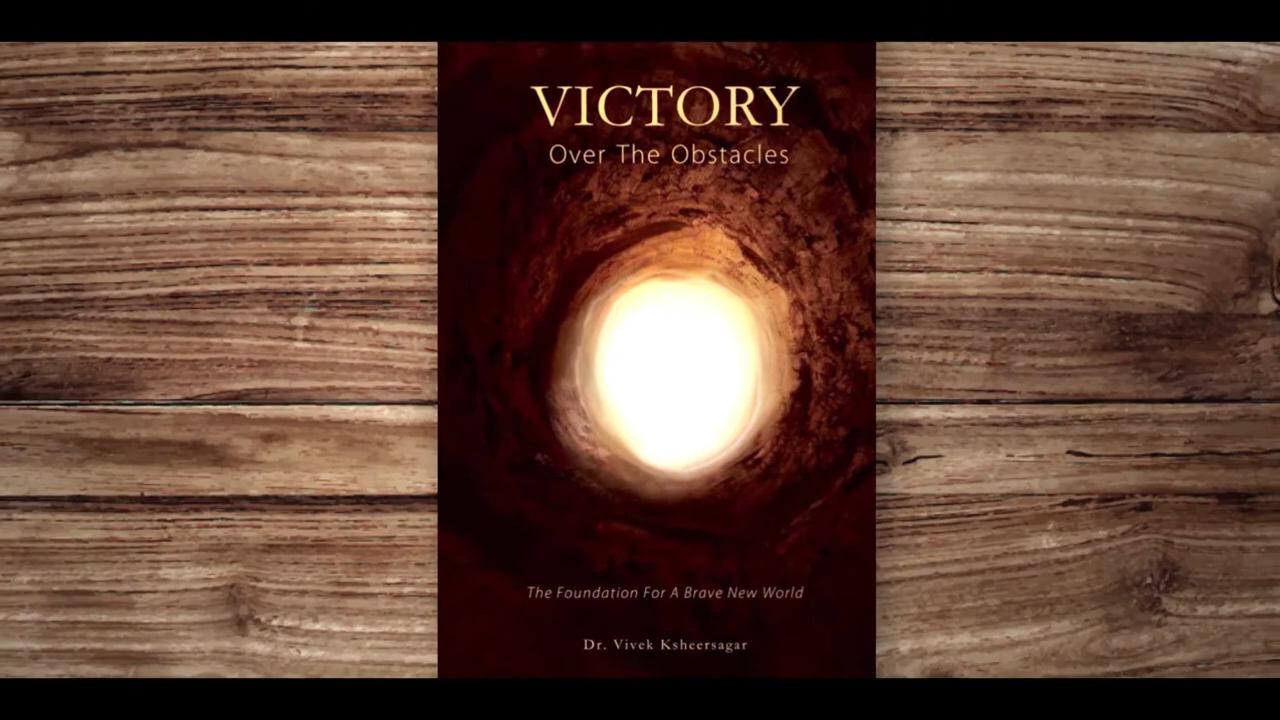 VICTORY
Over The Obstacles
The Foundation For A Brave New World
Dr. Vivek Ksheersagar